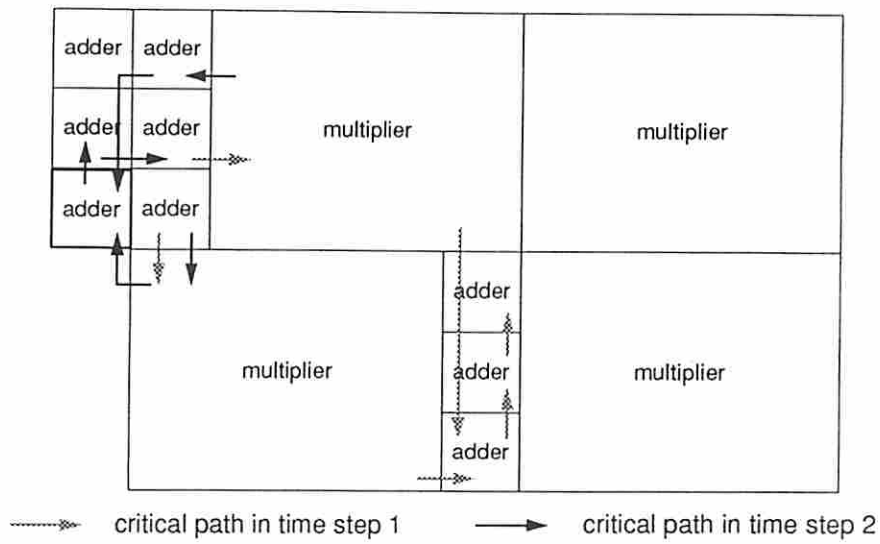 adder adder
adder adder multiplier multiplier
adder adder
adder
multiplier adder multiplier
adder
critical path in time step 1 critical path in time step 2